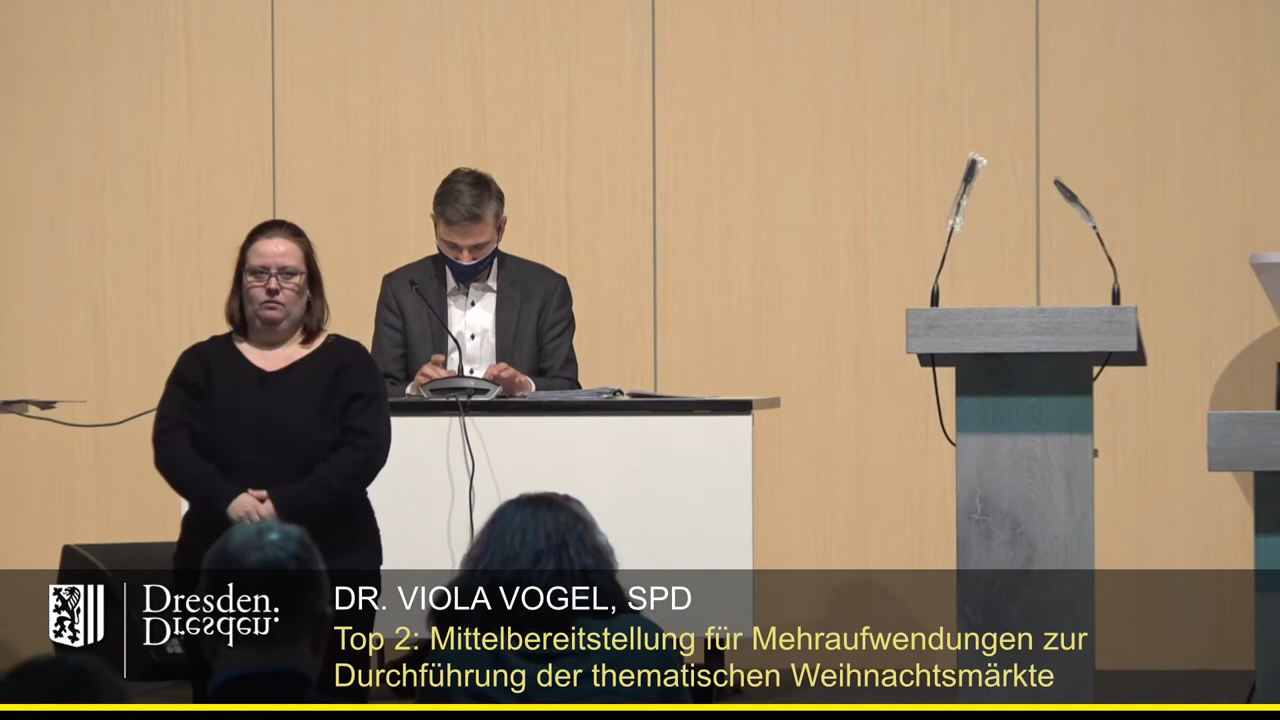 Dresden.
Dresden.
DR. VIOLA VOGEL, SPD
Top 2: Mittelbereitstellung für Mehraufwendungen zur
Durchführung der thematischen Weihnachtsmärkte